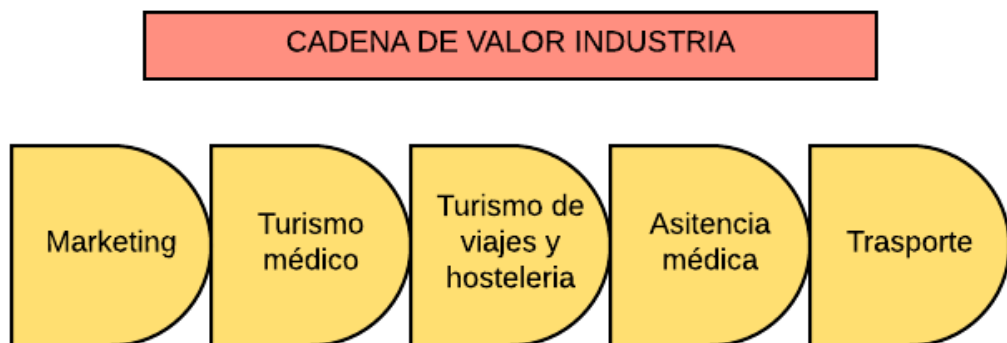 CADENA DE VALOR INDUSTRIA
Marketing
Turismo
médico
Turismo de
viajes y
hosteleria
Asitencia
médica
Trasporte